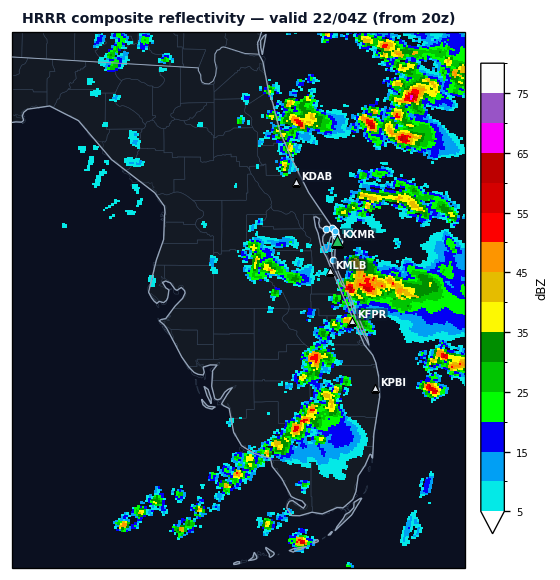 HRRR composite reflectivity — valid 22/04Z (from 20z)
KDAB
KXMR
KMLB
KFPR
KPBI
75
65
55
45
35
25
15
5
dBZ